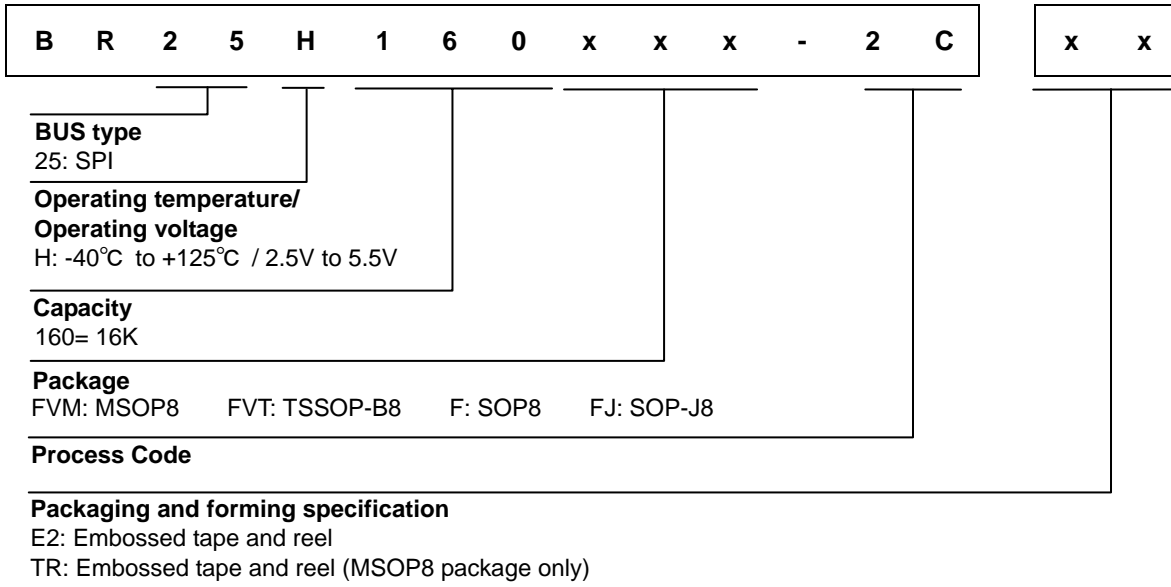 B R 2 5 H 1 6 0 x x x - 2 C x x
BUS type
25: SPI
Operating temperature/
Operating voltage
H: -40℃ to +125℃ / 2.5V to 5.5V
Capacity
160= 16K
Package
FVM: MSOP8 FVT: TSSOP-B8 F: SOP8 FJ: SOP-J8
Process Code
Packaging and forming specification
E2: Embossed tape and reel
TR: Embossed tape and reel (MSOP8 package only)